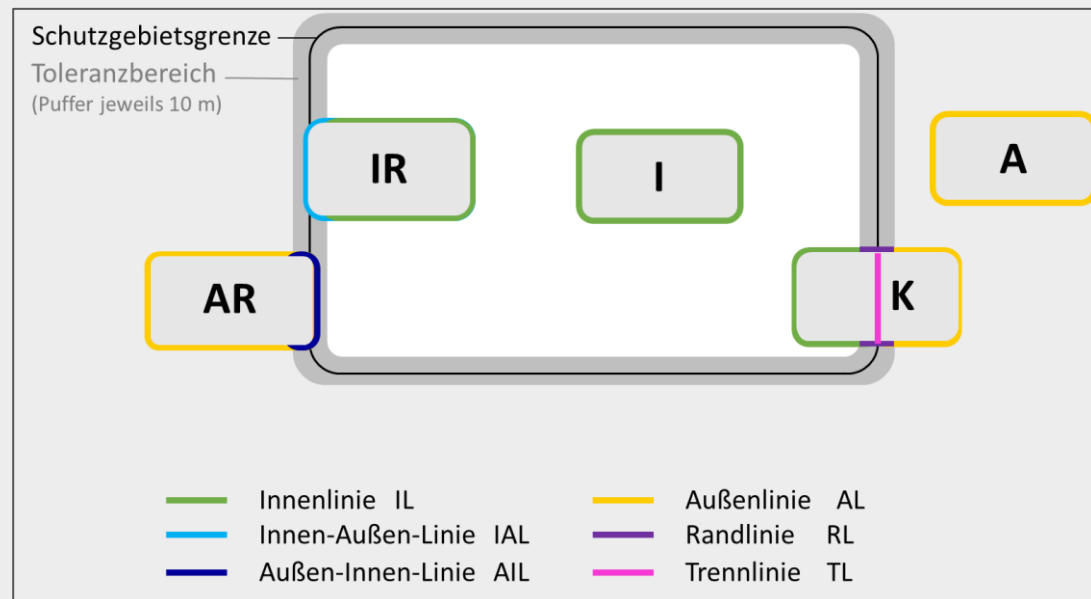 Schutzgebietsgrenze
Toleranzbereich
(Puffer jeweils 10 m)
IR
I
A
AR
K
Innenlinie IL
Außenlinie AL
Innen-Außen-Linie IAL
Randlinie RL
Außen-Innen-Linie AIL
Trennlinie TL